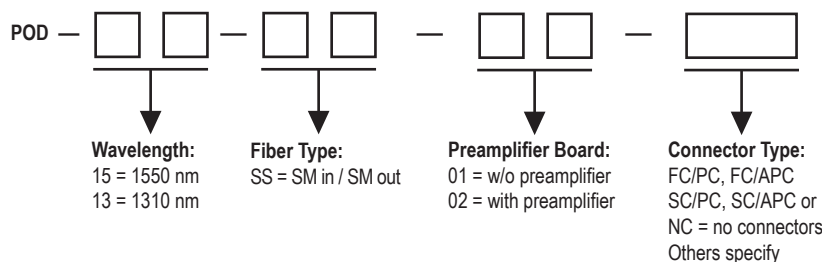 POD — — — —
Wavelength:
15 = 1550 nm
13 = 1310 nm
Fiber Type:
SS = SM in / SM out
Preamplifier Board:
01 = w/o preamplifier
02 = with preamplifier
Connector Type:
FC/PC, FC/APC
SC/PC, SC/APC or
NC = no connectors
Others specify